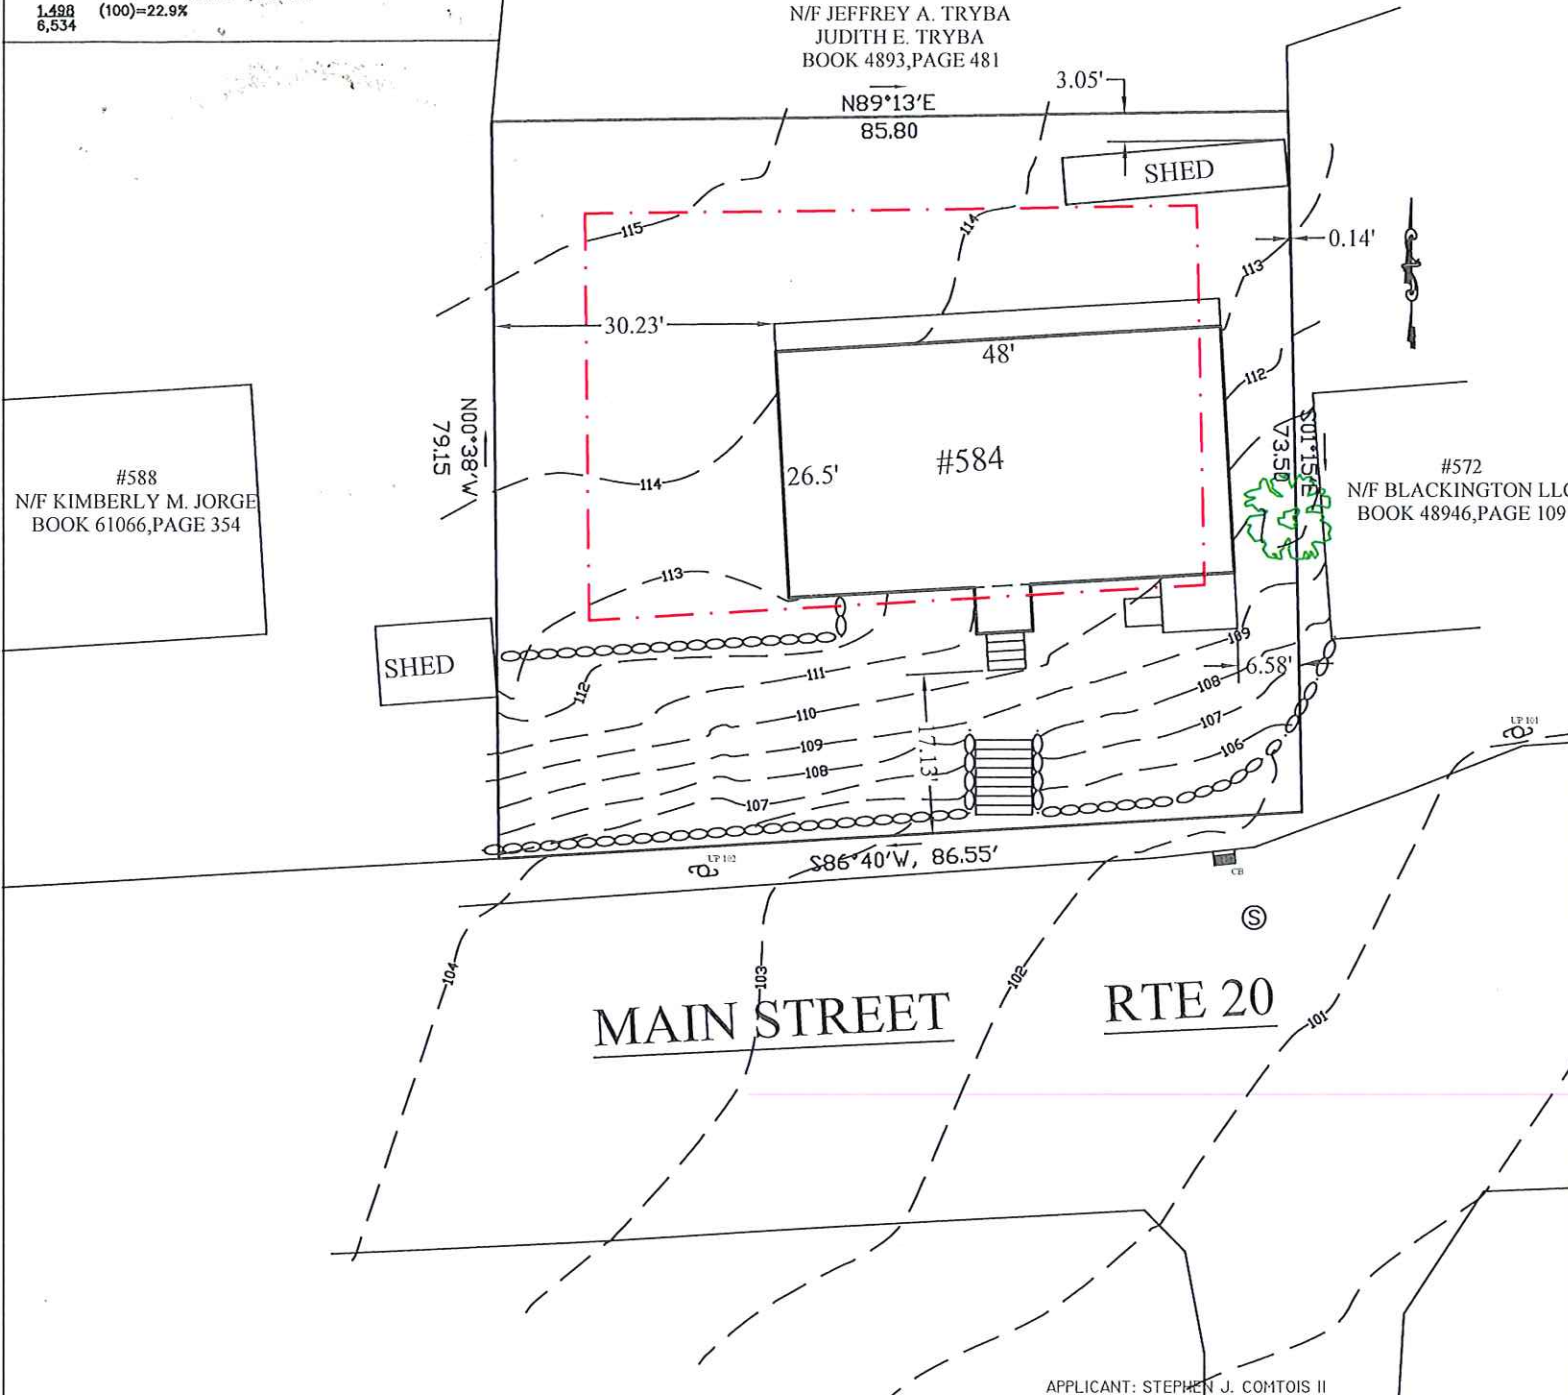 1,498 (100)=22.9%
6,534
N/F JEFFREY A. TRYBA
JUDITH E. TRYBA
BOOK 4893,PAGE 481
N89°13'E
85.80
3.05'
SHED
115
114
113
0.14'
30.23'
48'
112
N00°38'W
79.15
S01°15'E
73.50
#588
N/F KIMBERLY M. JORGE
BOOK 61066,PAGE 354
114
26.5'
#584
#572
N/F BLACKINGTON LLC
BOOK 48946,PAGE 109
113
SHED
112
111
110
109
108
107
109
108
107
106
6.58'
17.13'
UP 101
UP 102
S86°40'W, 86.55'
CB
S
104
103
102
101
MAIN STREET
RTE 20
APPLICANT: STEPHEN J. COMTOIS II